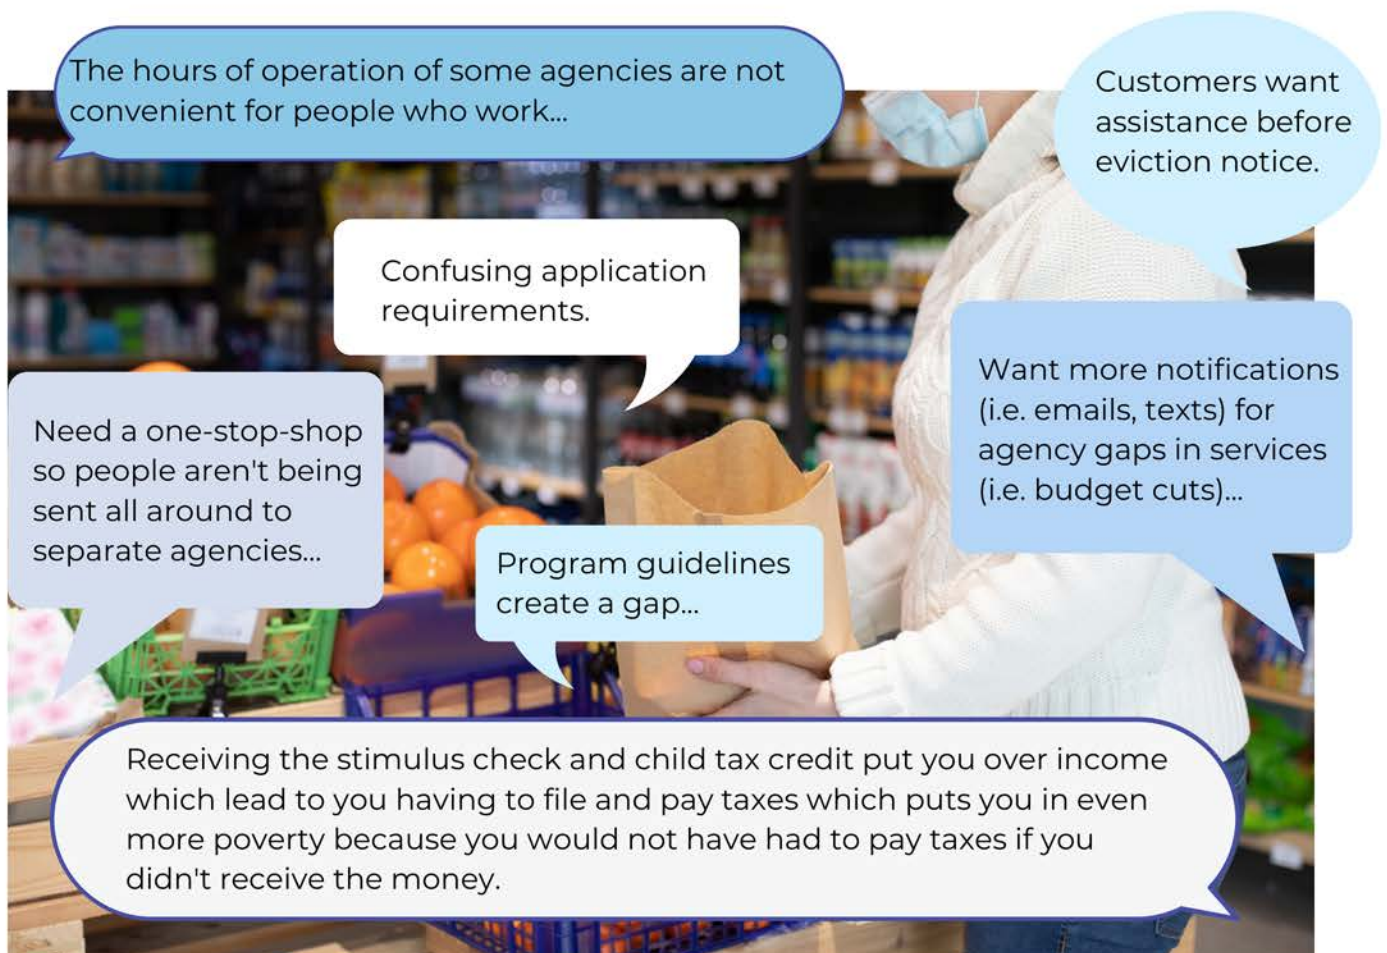 The hours of operation of some agencies are not
convenient for people who work...
Customers want
assistance before
eviction notice.
Confusing application
requirements.
Want more notifications
(i.e. emails, texts) for
agency gaps in services
(i.e. budget cuts)...
Need a one-stop-shop
so people aren't being
sent all around to
separate agencies...
Program guidelines
create a gap...
Receiving the stimulus check and child tax credit put you over income
which lead to you having to file and pay taxes which puts you in even
more poverty because you would not have had to pay taxes if you
didn't receive the money.